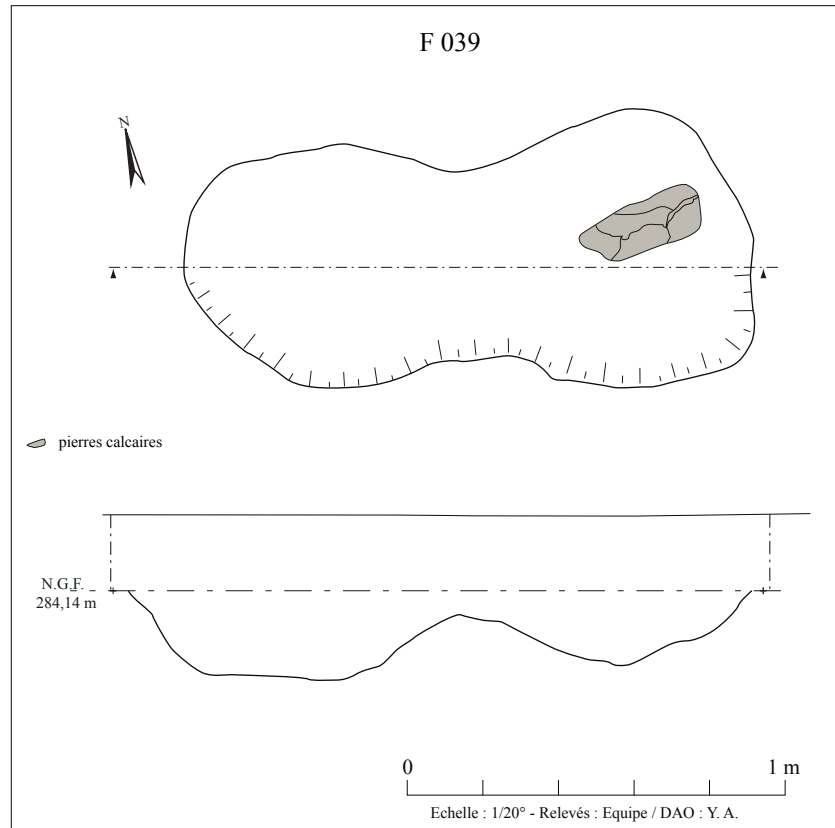 F 039
N
pierres calcaires
N.G.F.
284,14 m
0 1 m
Echelle : 1/20° - Relevés : Equipe / DAO : Y. A.